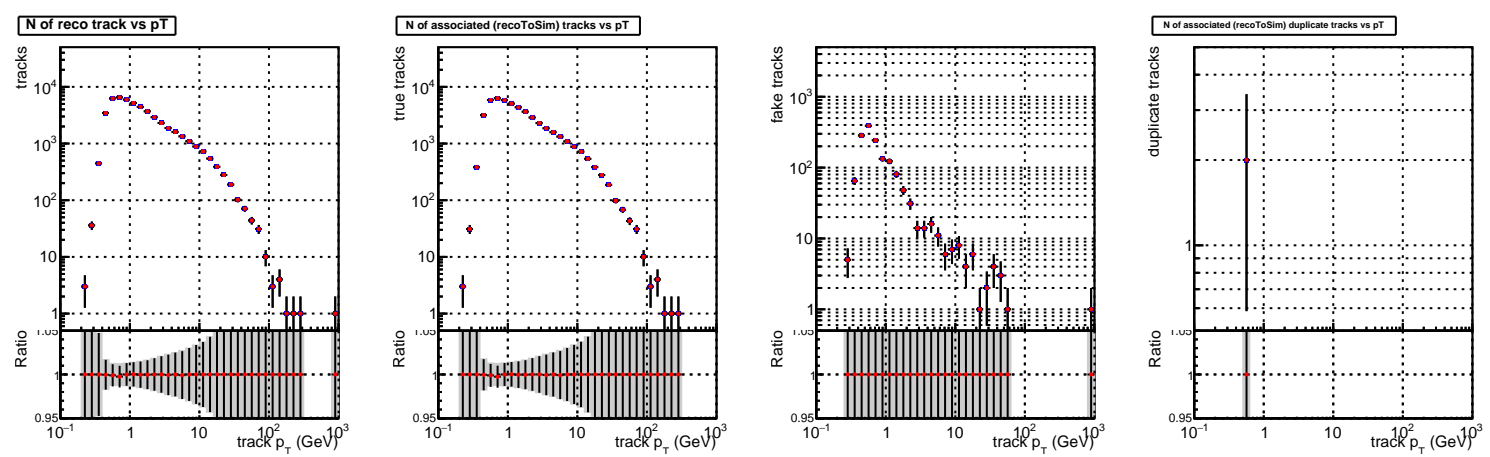 N of reco track vs pT
tracks
10^4
10^3
10^2
10
1
Ratio
1.05
1
0.95
10^-1 1 10 10^2 10^3
track p_T (GeV)
N of associated (recoToSim) tracks vs pT
true tracks
10^4
10^3
10^2
10
1
Ratio
1.05
1
0.95
10^-1 1 10 10^2 10^3
track p_T (GeV)
fake tracks
10^3
10^2
10
1
Ratio
1.05
1
0.95
10^-1 1 10 10^2 10^3
track p_T (GeV)
N of associated (recoToSim) duplicate tracks vs pT
duplicate tracks
1
Ratio
1.05
1
0.95
10^-1 1 10 10^2 10^3
track p_T (GeV)